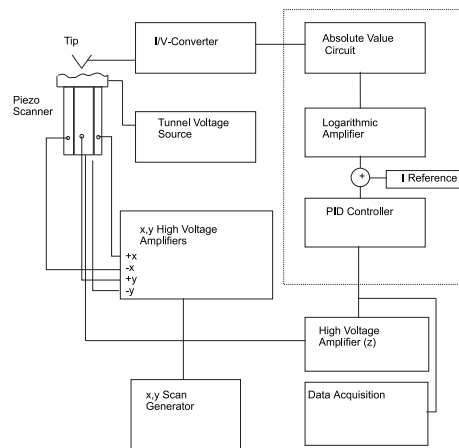 Tip
I/V-Converter
Absolute Value
Circuit
Piezo
Scanner
Tunnel Voltage
Source
Logarithmic
Amplifier
+
I Reference
PID Controller
x,y High Voltage
Amplifiers
+x
-x
+y
-y
High Voltage
Amplifier (z)
x,y Scan
Generator
Data Acquisition